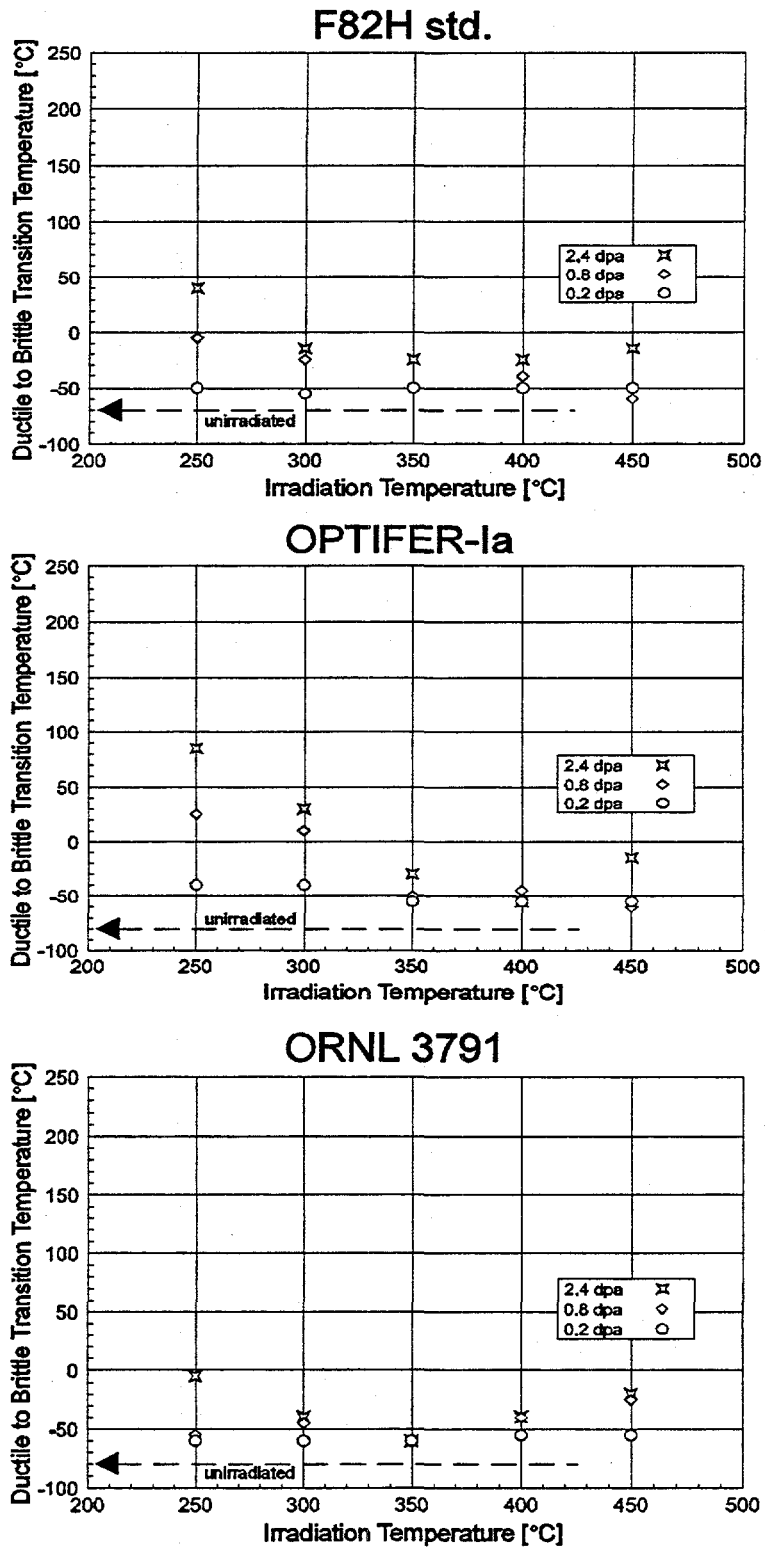 F82H std.
Ductile to Brittle Transition Temperature [°C]
250
200
150
100
50
0
-50
-100
2.4 dpa
0.8 dpa
0.2 dpa
unirradiated
200 250 300 350 400 450 500
Irradiation Temperature [°C]
OPTIFER-Ia
Ductile to Brittle Transition Temperature [°C]
250
200
150
100
50
0
-50
-100
2.4 dpa
0.8 dpa
0.2 dpa
unirradiated
200 250 300 350 400 450 500
Irradiation Temperature [°C]
ORNL 3791
Ductile to Brittle Transition Temperature [°C]
250
200
150
100
50
0
-50
-100
2.4 dpa
0.8 dpa
0.2 dpa
unirradiated
200 250 300 350 400 450 500
Irradiation Temperature [°C]